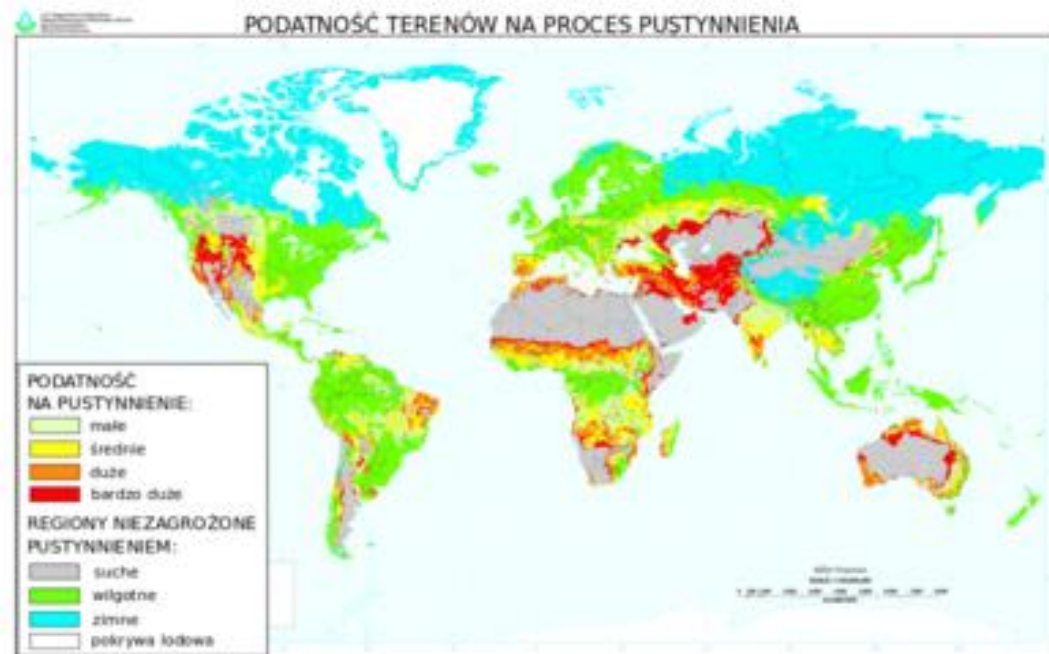 PODATNOŚĆ TERENÓW NA PROCES PUSTYNNIENIA
PODATNOŚĆ
NA PUSTYNNIENIE:
małe
średnie
duże
bardzo duże
REGIONY NIEZAGROŻONE
PUSTYNNIENIEM:
suche
wilgotne
zimne
pokrywa lodowa